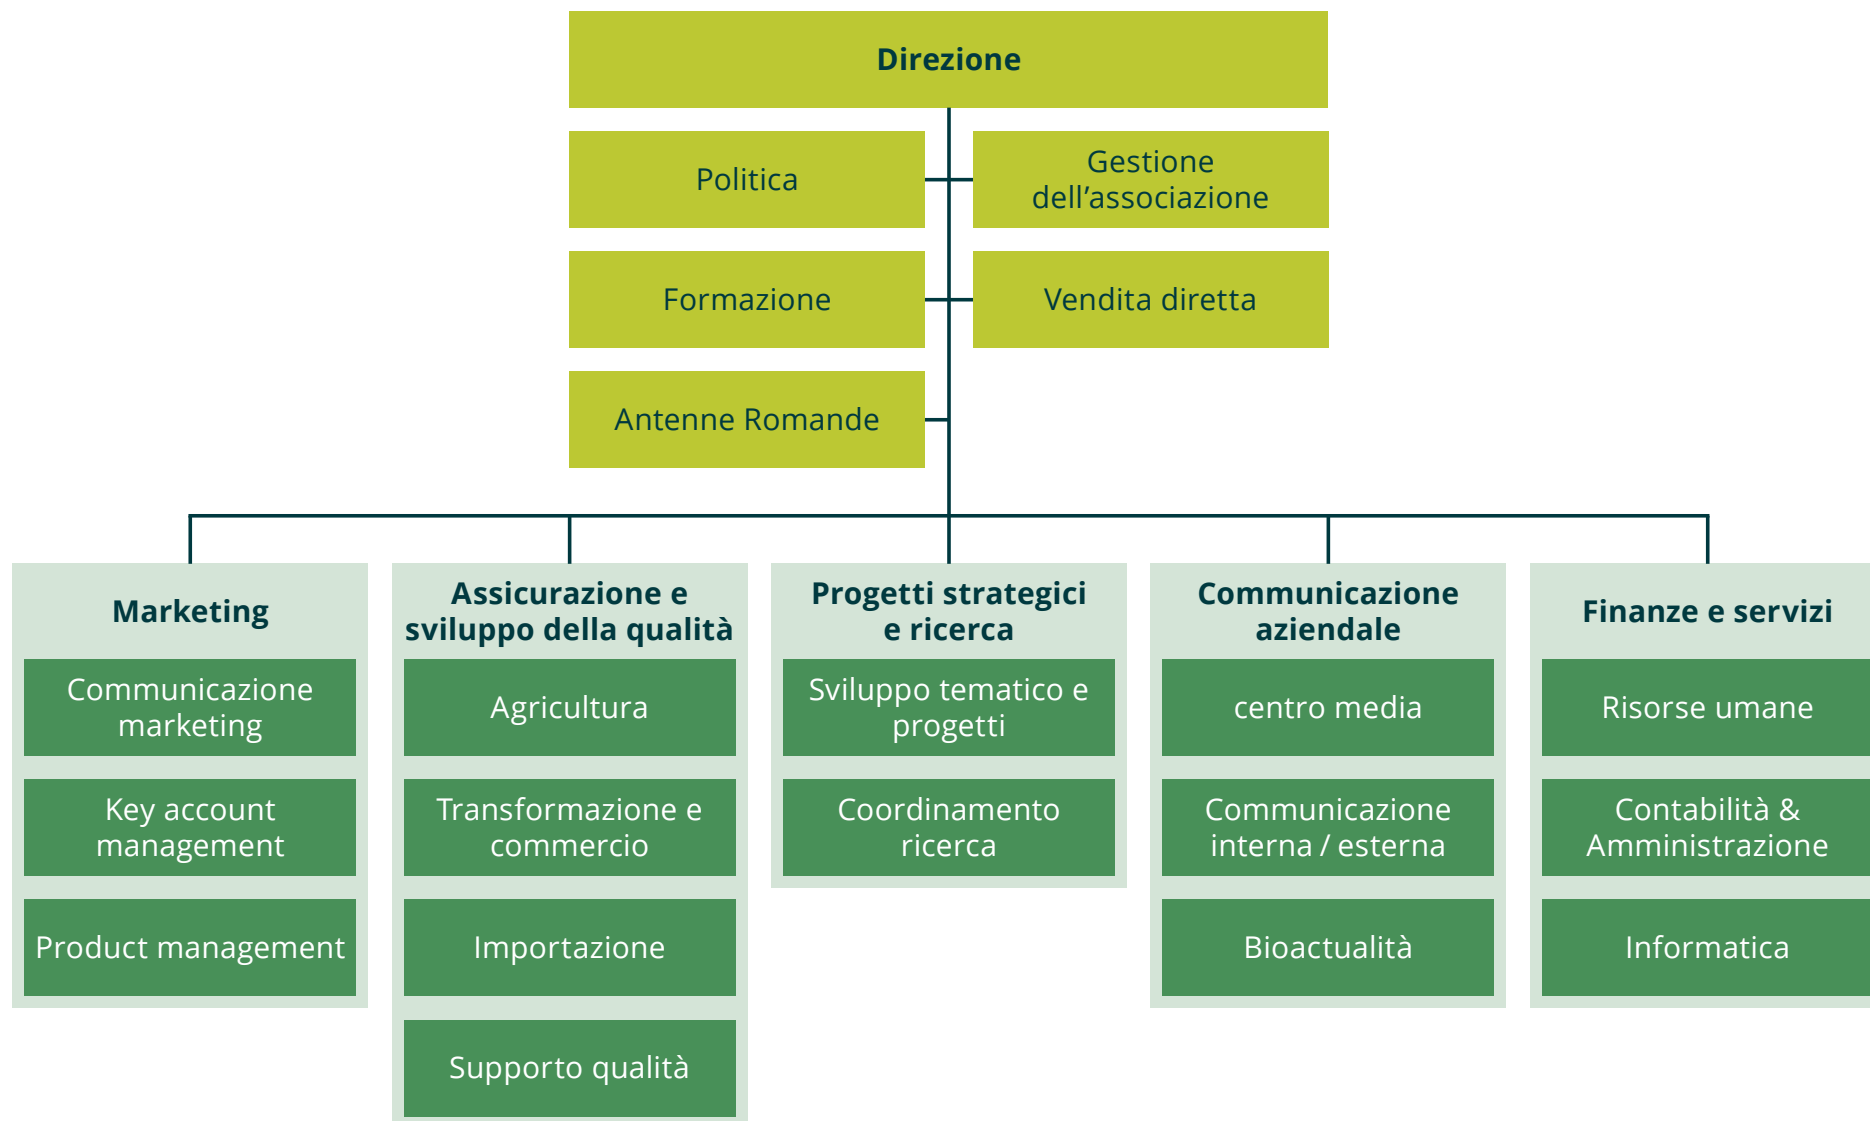 Direzione
Politica
Gestione
dell’associazione
Formazione
Vendita diretta
Antenne Romande
Marketing
Communicazione
marketing
Key account
management
Product management
Assicurazione e
sviluppo della qualità
Agricultura
Transformazione e
commercio
Importazione
Supporto qualità
Progetti strategici
e ricerca
Sviluppo tematico e
progetti
Coordinamento
ricerca
Communicazione
aziendale
centro media
Communicazione
interna / esterna
Bioactualità
Finanze e servizi
Risorse umane
Contabilità &
Amministrazione
Informatica